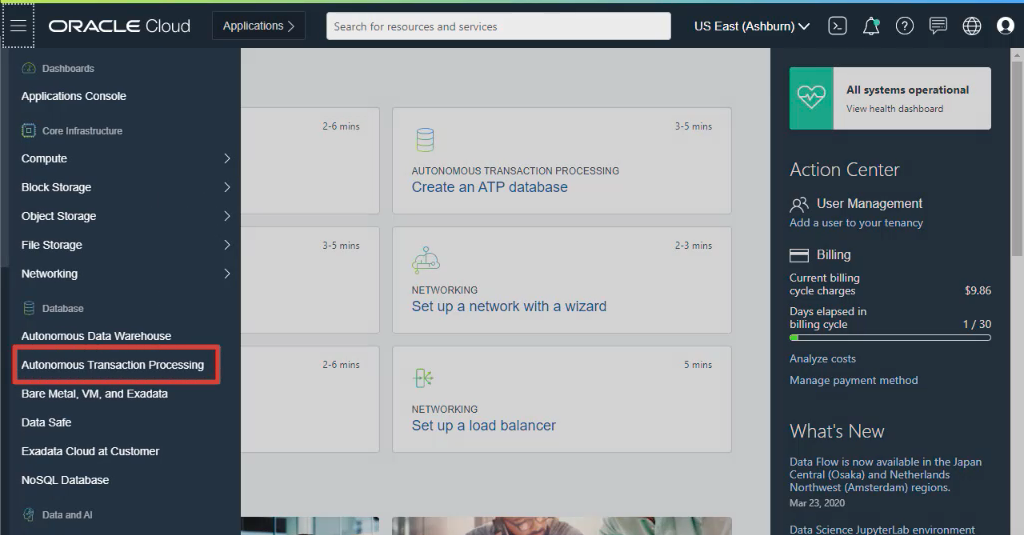 ORACLE Cloud
Applications
Search for resources and services
US East (Ashburn)
Dashboards
Applications Console
Core Infrastructure
Compute
Block Storage
Object Storage
File Storage
Networking
Database
Autonomous Data Warehouse
Autonomous Transaction Processing
Bare Metal, VM, and Exadata
Data Safe
Exadata Cloud at Customer
NoSQL Database
Data and AI
2-6 mins
3-5 mins
AUTONOMOUS TRANSACTION PROCESSING
Create an ATP database
3-5 mins
2-3 mins
NETWORKING
Set up a network with a wizard
2-6 mins
5 mins
NETWORKING
Set up a load balancer
All systems operational
View health dashboard
Action Center
User Management
Add a user to your tenancy
Billing
Current billing
cycle charges
$9.86
Days elapsed in
billing cycle
1 / 30
Analyze costs
Manage payment method
What's New
Data Flow is now available in the Japan
Central (Osaka) and Netherlands
Northwest (Amsterdam) regions.
Mar 23, 2020
Data Science JupyterLab environment